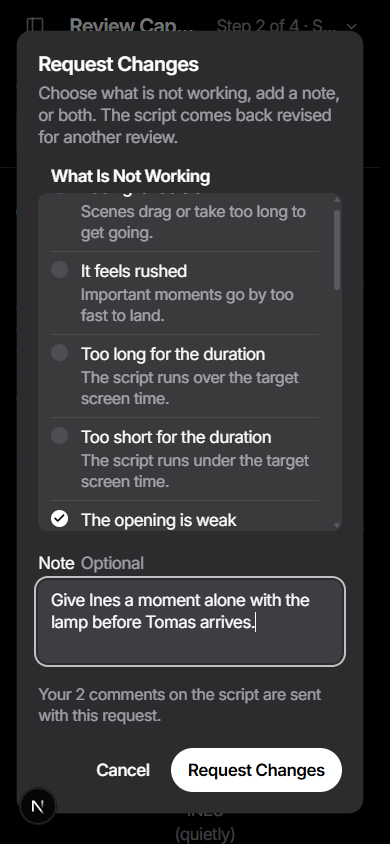 Review Cap...
Step 2 of 4 · S...
Request Changes
Choose what is not working, add a note,
or both. The script comes back revised
for another review.
What Is Not Working
Scenes drag or take too long to
get going.
It feels rushed
Important moments go by too
fast to land.
Too long for the duration
The script runs over the target
screen time.
Too short for the duration
The script runs under the target
screen time.
The opening is weak
Note Optional
Give Ines a moment alone with the
lamp before Tomas arrives.
Your 2 comments on the script are sent
with this request.
Cancel
Request Changes
N
INES
(quietly)